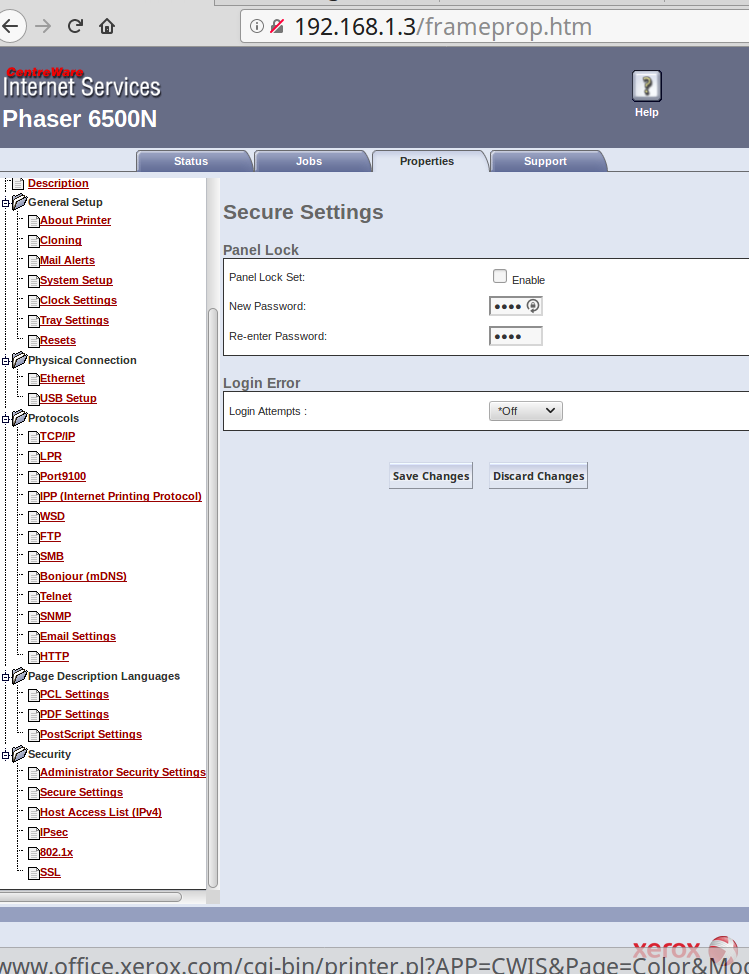 192.168.1.3/frameprop.htm
CentreWare
Internet Services
Phaser 6500N
?
Help
Status
Jobs
Properties
Support
Description
General Setup
About Printer
Cloning
Mail Alerts
System Setup
Clock Settings
Tray Settings
Resets
Physical Connection
Ethernet
USB Setup
Protocols
TCP/IP
LPR
Port9100
IPP (Internet Printing Protocol)
WSD
FTP
SMB
Bonjour (mDNS)
Telnet
SNMP
Email Settings
HTTP
Page Description Languages
PCL Settings
PDF Settings
PostScript Settings
Security
Administrator Security Settings
Secure Settings
Host Access List (IPv4)
IPsec
802.1x
SSL
Secure Settings
Panel Lock
Panel Lock Set:
Enable
New Password:
••••
Re-enter Password:
••••
Login Error
Login Attempts :
*Off
Save Changes
Discard Changes
xerox
www.office.xerox.com/cgi-bin/printer.pl?APP=CWIS&Page=Color&Mo